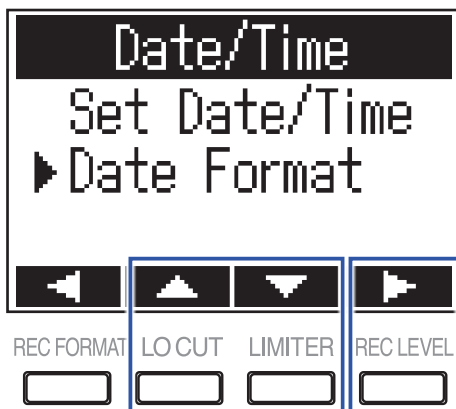 Date/Time
Set Date/Time
Date Format
REC FORMAT LO CUT LIMITER REC LEVEL